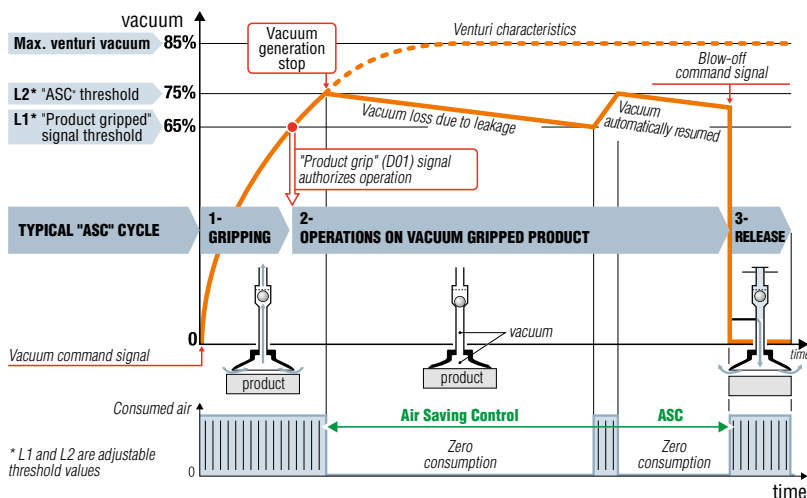 vacuum
Max. venturi vacuum
85%
Vacuum
generation
stop
Venturi characteristics
Blow-off
command signal
L2* "ASC" threshold
75%
L1* "Product gripped"
signal threshold
65%
Vacuum loss due to leakage
Vacuum
automatically resumed
"Product grip" (D01) signal
authorizes operation
TYPICAL "ASC" CYCLE
1-
GRIPPING
2-
OPERATIONS ON VACUUM GRIPPED PRODUCT
3-
RELEASE
0
time
Vacuum command signal
vacuum
product
product
Consumed air
Air Saving Control
ASC
Zero
consumption
Zero
consumption
0
* L1 and L2 are adjustable
threshold values
time